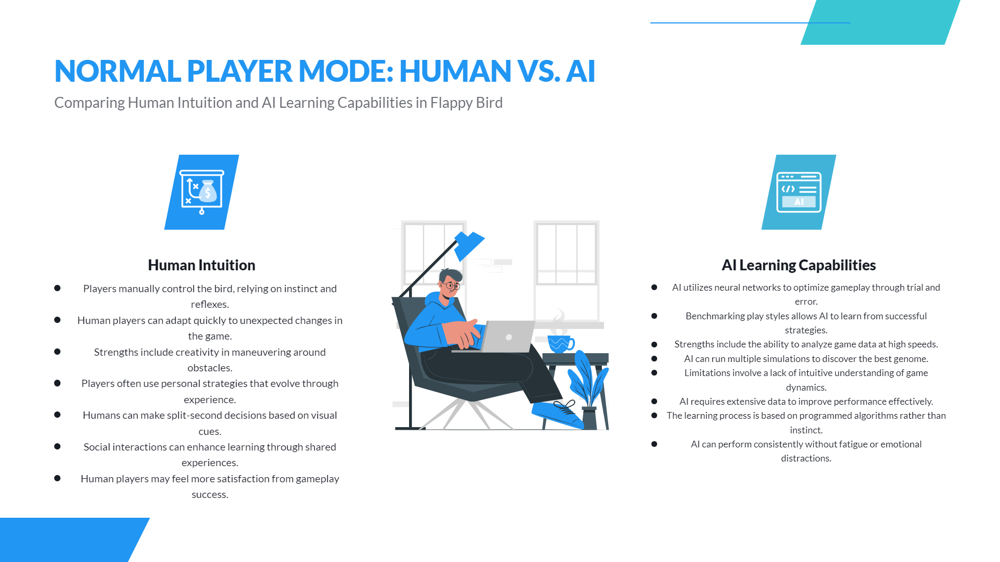 NORMAL PLAYER MODE: HUMAN VS. AI
Comparing Human Intuition and AI Learning Capabilities in Flappy Bird
$
Human Intuition
Players manually control the bird, relying on instinct and
reflexes.
Human players can adapt quickly to unexpected changes in
the game.
Strengths include creativity in maneuvering around
obstacles.
Players often use personal strategies that evolve through
experience.
Humans can make split-second decisions based on visual
cues.
Social interactions can enhance learning through shared
experiences.
Human players may feel more satisfaction from gameplay
success.
</>
AI
AI Learning Capabilities
AI utilizes neural networks to optimize gameplay through trial and
error.
Benchmarking play styles allows AI to learn from successful
strategies.
Strengths include the ability to analyze game data at high speeds.
AI can run multiple simulations to discover the best genome.
Limitations involve a lack of intuitive understanding of game
dynamics.
AI requires extensive data to improve performance effectively.
The learning process is based on programmed algorithms rather than
instinct.
AI can perform consistently without fatigue or emotional
distractions.